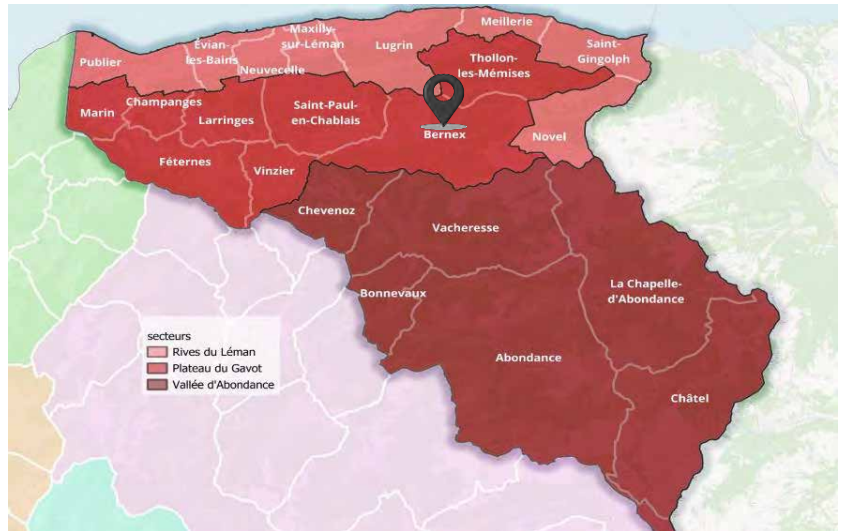 Meillerie
Maxilly-
sur-Léman
Évian
-les-Bains
Lugrin
Saint-
Gingolph
Publier
Neuvecelle
Thollon-
les-Mémises
Marin
Champanges
Larringes
Saint-Paul-
en-Chablais
Bernex
Novel
Féternes
Vinzier
Chevenoz
Vacheresse
Bonnevaux
La Chapelle-
d'Abondance
Abondance
Châtel
secteurs
Rives du Léman
Plateau du Gavot
Vallée d'Abondance